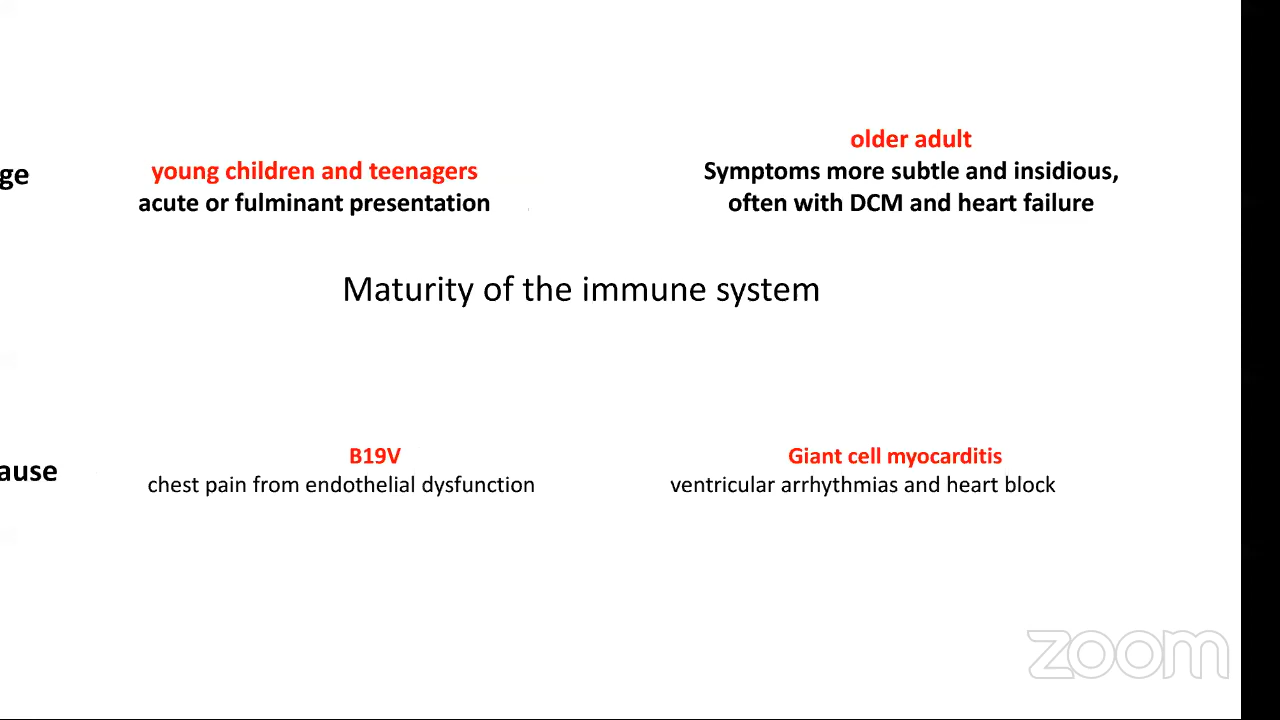 older adult
ge
young children and teenagers
Symptoms more subtle and insidious,
acute or fulminant presentation
often with DCM and heart failure
Maturity of the immune system
B19V
Giant cell myocarditis
ause
chest pain from endothelial dysfunction
ventricular arrhythmias and heart block
zoom